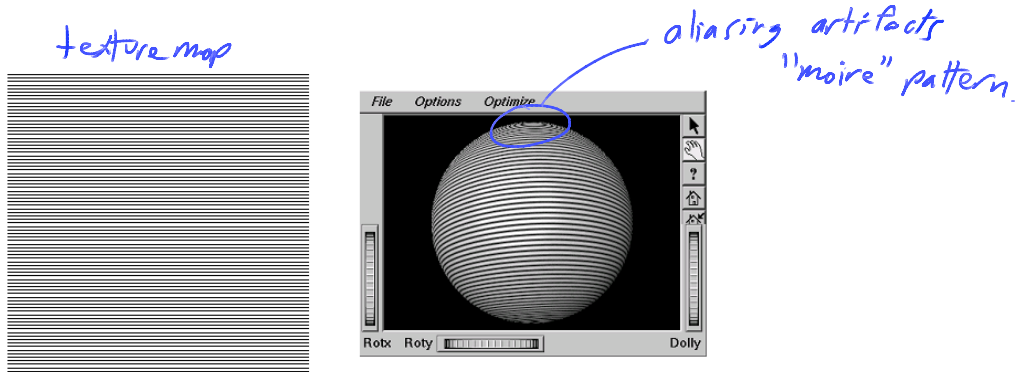 texture map
aliasing artifacts
"moire" pattern.
File Options Optimize
?
Rotx Roty Dolly